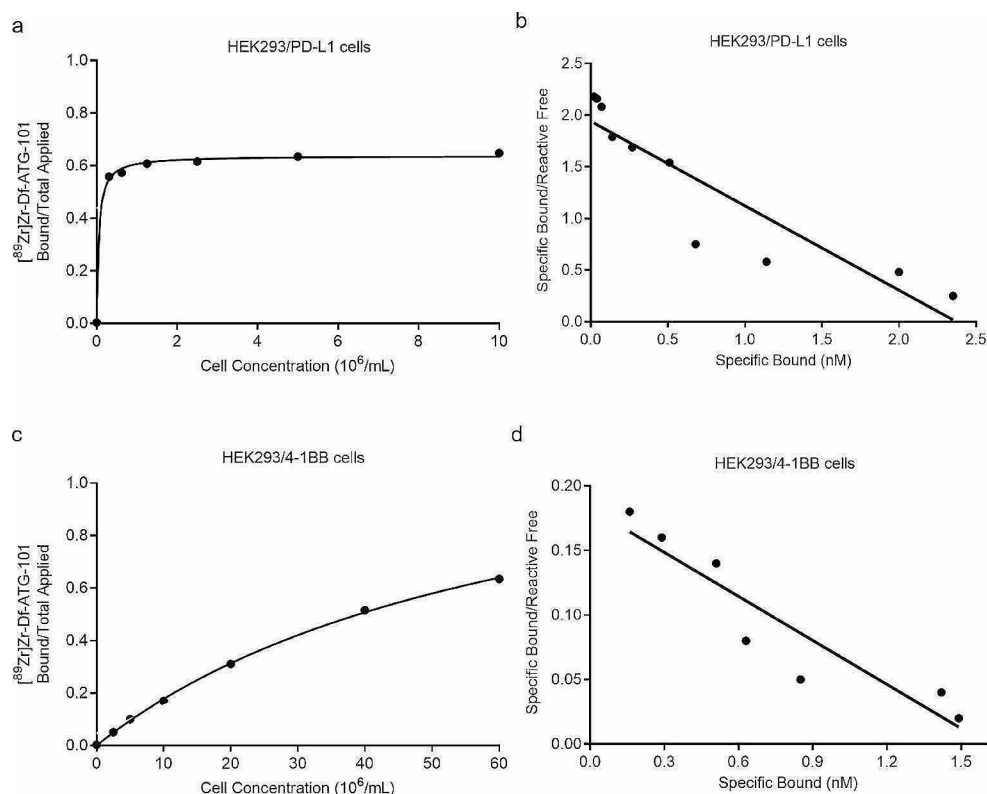 a
HEK293/PD-L1 cells
[⁸⁹Zr]Zr-Df-ATG-101
Bound/Total Applied
1.0
0.8
0.6
0.4
0.2
0.0
0 2 4 6 8 10
Cell Concentration (10⁶/mL)
b
HEK293/PD-L1 cells
Specific Bound/Reactive Free
2.5
2.0
1.5
1.0
0.5
0.0
0.0 0.5 1.0 1.5 2.0 2.5
Specific Bound (nM)
c
HEK293/4-1BB cells
[⁸⁹Zr]Zr-Df-ATG-101
Bound/Total Applied
1.0
0.8
0.6
0.4
0.2
0.0
0 10 20 30 40 50 60
Cell Concentration (10⁶/mL)
d
HEK293/4-1BB cells
Specific Bound/Reactive Free
0.20
0.15
0.10
0.05
0.00
0.0 0.3 0.6 0.9 1.2 1.5
Specific Bound (nM)